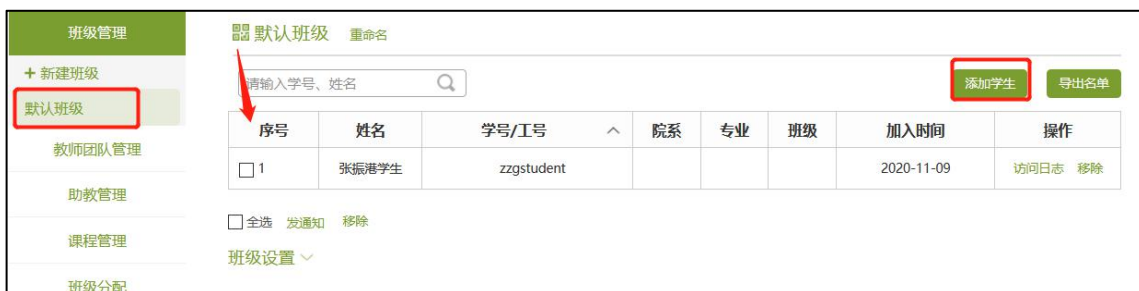 班级管理
+ 新建班级
默认班级
教师团队管理
助教管理
课程管理
班级分配
默认班级 重命名
请输入学号、姓名
添加学生 导出名单
序号 姓名 学号/工号 院系 专业 班级 加入时间 操作
1 张振港学生 zzgstudent 2020-11-09 访问日志 移除
全选 发通知 移除
班级设置